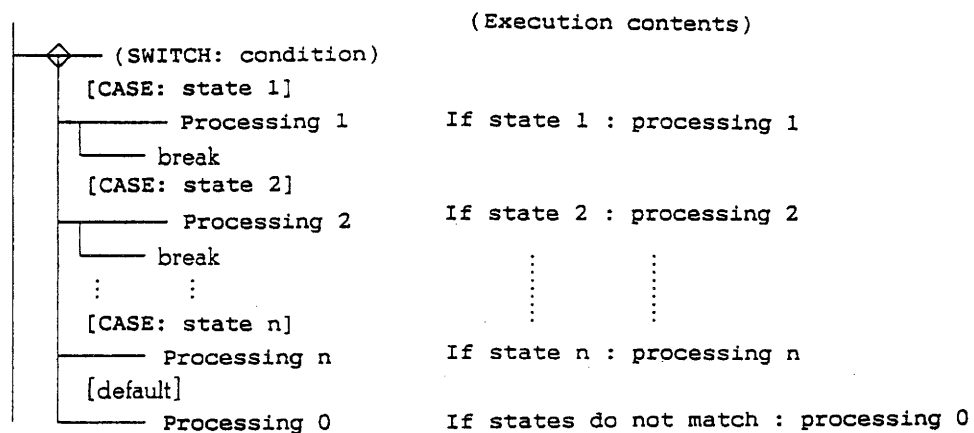 (Execution contents)
(SWITCH: condition)
[CASE: state 1]
Processing 1 If state 1 : processing 1
break
[CASE: state 2]
Processing 2 If state 2 : processing 2
break
[CASE: state n]
Processing n If state n : processing n
[default]
Processing 0 If states do not match : processing 0